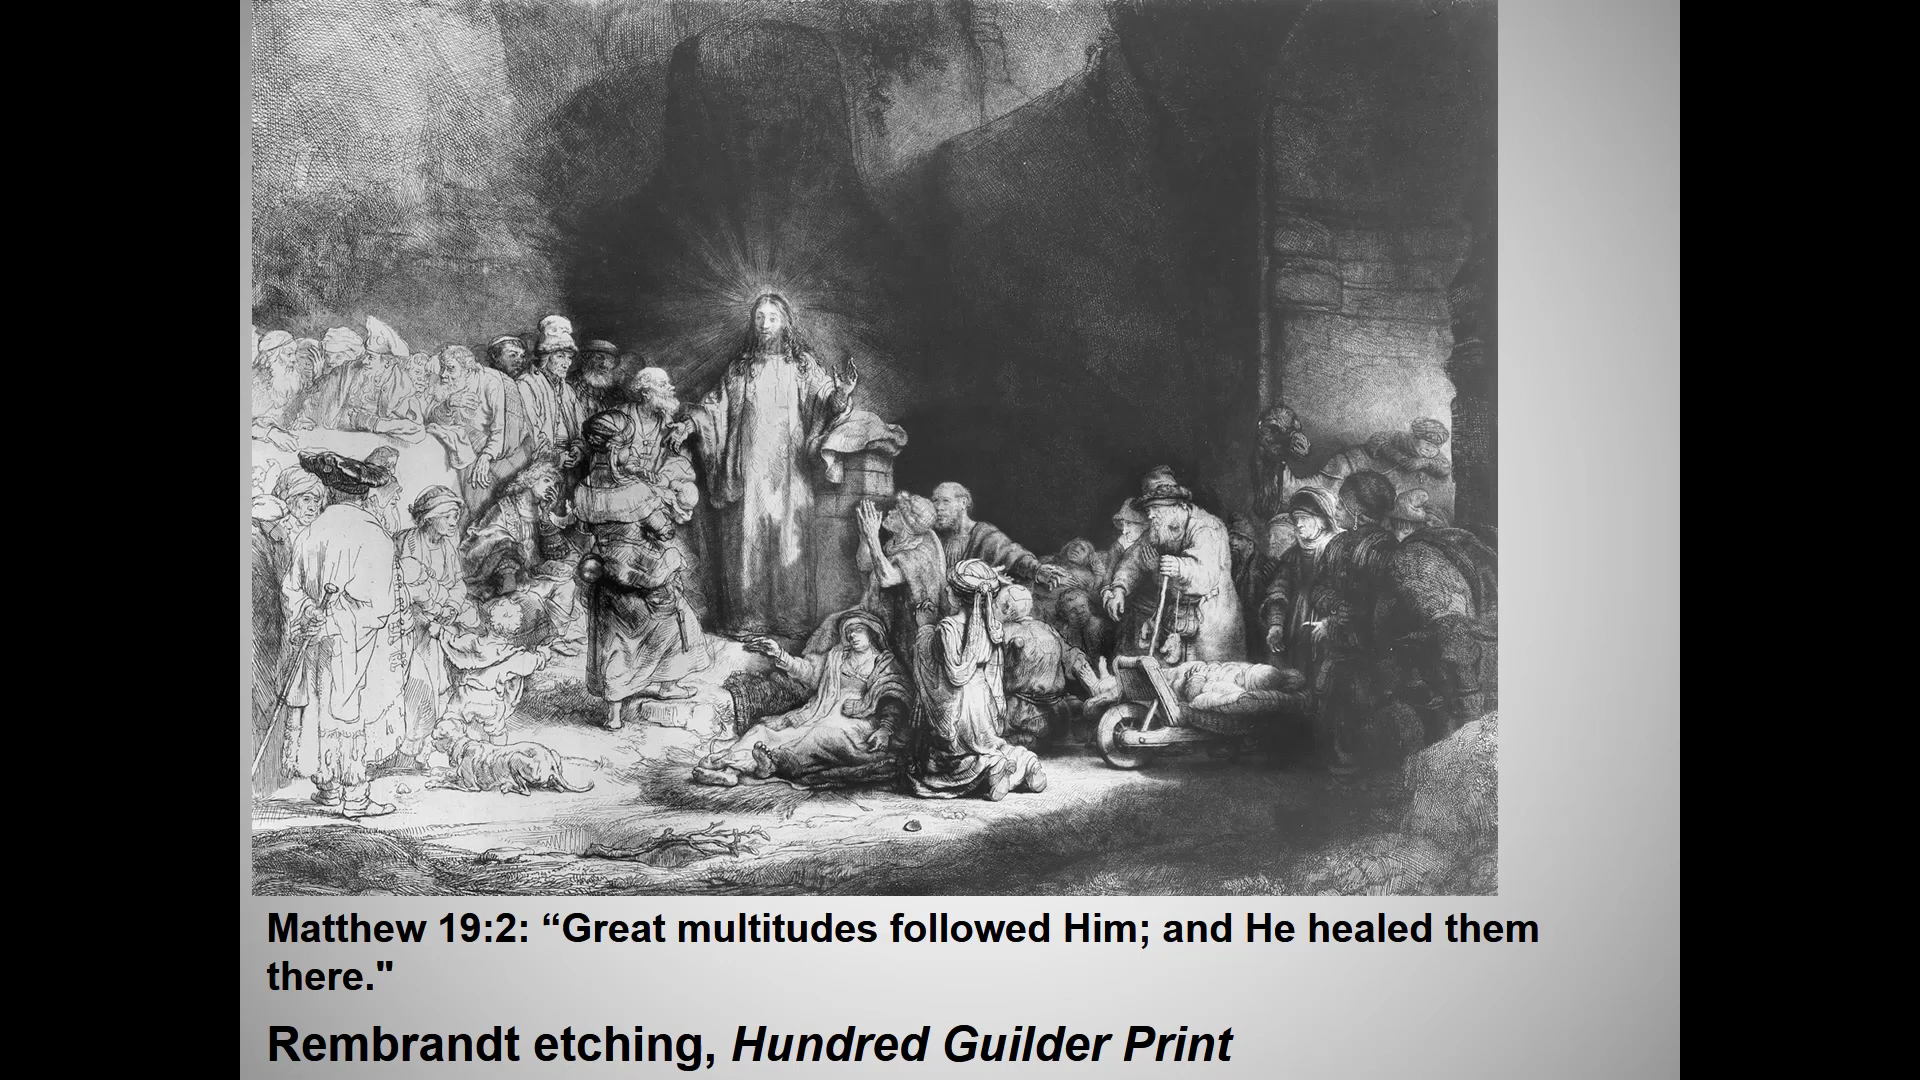 Matthew 19:2: “Great multitudes followed Him; and He healed them
there."
Rembrandt etching, Hundred Guilder Print